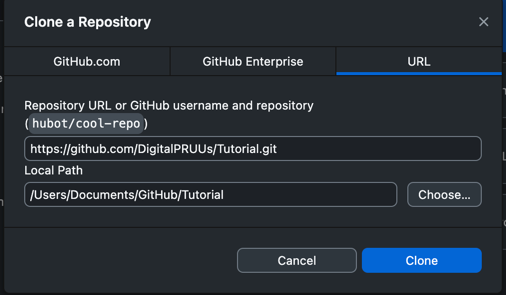 Clone a Repository
GitHub.com
GitHub Enterprise
URL
Repository URL or GitHub username and repository
(hubot/cool-repo)
https://github.com/DigitalPRUUs/Tutorial.git
Local Path
/Users/Documents/GitHub/Tutorial
Choose...
Cancel
Clone